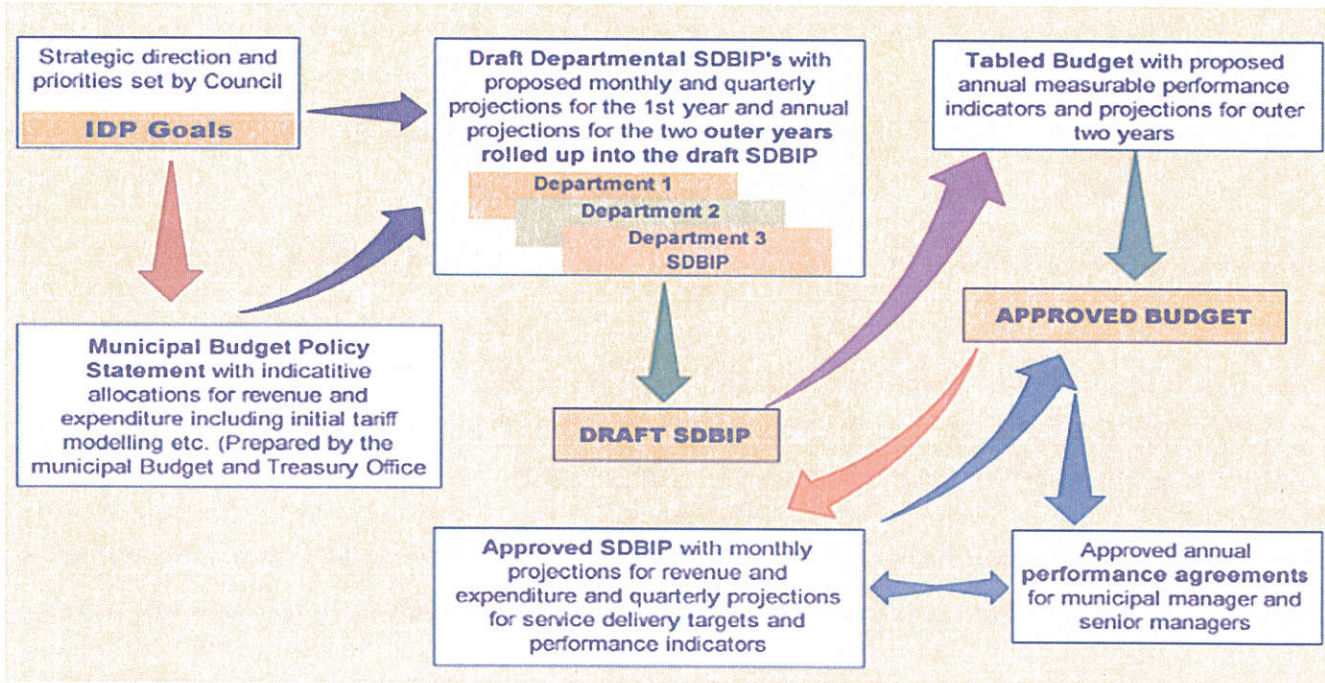 Strategic direction and
priorities set by Council
IDP Goals
Municipal Budget Policy
Statement with indicatitive
allocations for revenue and
expenditure including initial tariff
modelling etc. (Prepared by the
municipal Budget and Treasury Office
Draft Departmental SDBIP's with
proposed monthly and quarterly
projections for the 1st year and annual
projections for the two outer years
rolled up into the draft SDBIP
Department 1
Department 2
Department 3
SDBIP
DRAFT SDBIP
Tabled Budget with proposed
annual measurable performance
indicators and projections for outer
two years
APPROVED BUDGET
Approved SDBIP with monthly
projections for revenue and
expenditure and quarterly projections
for service delivery targets and
performance indicators
Approved annual
performance agreements
for municipal manager and
senior managers